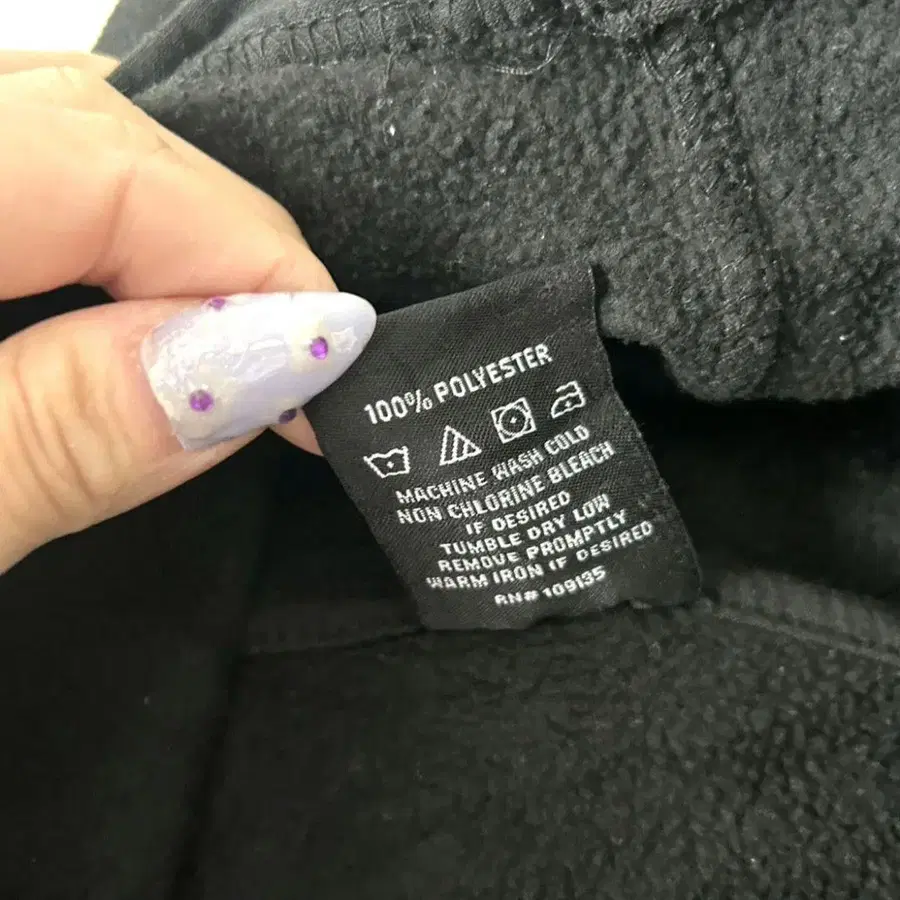 100% POLYESTER
MACHINE WASH COLD
NON CHLORINE BLEACH
IF DESIRED
TUMBLE DRY LOW
REMOVE PROMPTLY
WARM IRON IF DESIRED
RN# 109135